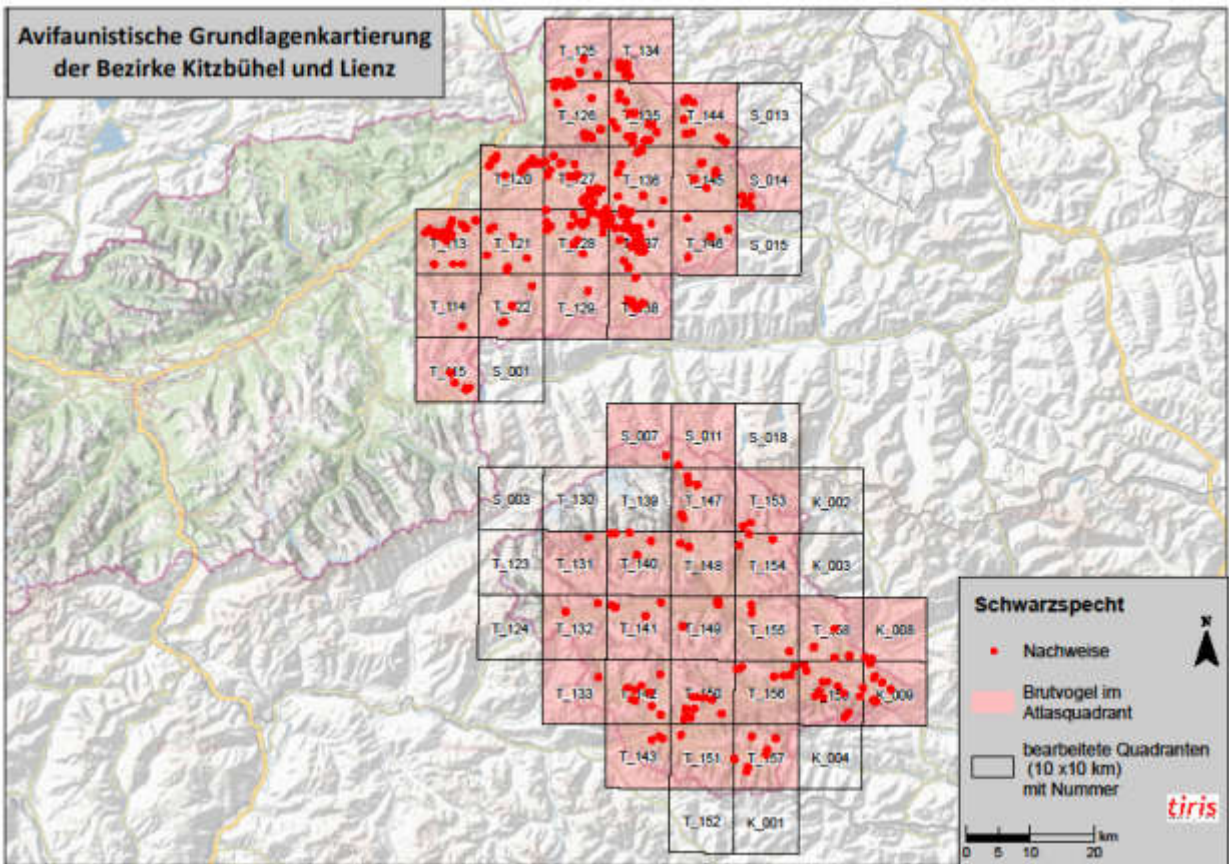 Avifaunistische Grundlagenkartierung
der Bezirke Kitzbühel und Lienz
T_125 T_134
T_126 T_135 T_144 S_013
T_120 T_127 T_136 T_145 S_014
T_113 T_121 T_128 T_137 T_146 S_015
T_114 T_122 T_129 T_138
T_115 S_001
S_007 S_011 S_018
S_003 T_130 T_139 T_147 T_153 K_002
T_123 T_131 T_140 T_148 T_154 K_003
T_124 T_132 T_141 T_149 T_155 T_158 K_008
T_133 T_142 T_150 T_156 T_159 K_009
T_143 T_151 T_157 K_004
T_152 K_001
Schwarzspecht
N
Nachweise
Brutvogel im
Atlasquadrant
bearbeitete Quadranten
(10 x10 km)
mit Nummer
tiris
km
0 5 10 20